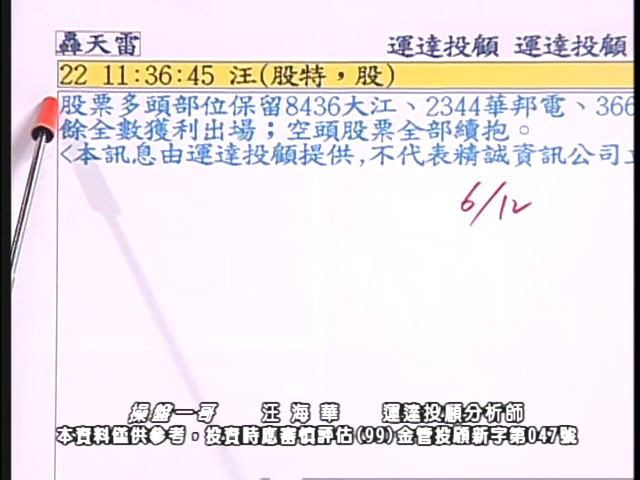 轟天雷 運達投顧 運達投顧
22 11:36:45 汪(股特,股)
股票多頭部位保留8436大江、2344華邦電、366
餘全數獲利出場;空頭股票全部續抱。
<本訊息由運達投顧提供,不代表精誠資訊公司立
6/12
操盤一哥 汪海華 運達投顧分析師
本資料僅供參考,投資時應審慎評估(99)金管投顧新字第047號